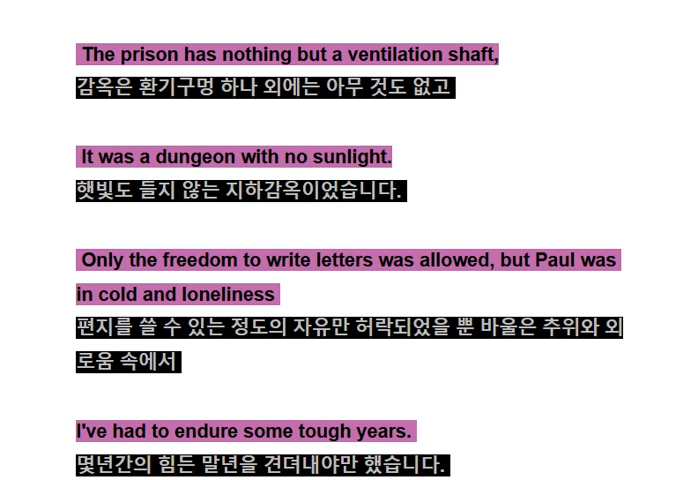 The prison has nothing but a ventilation shaft,
감옥은 환기구멍 하나 외에는 아무 것도 없고
It was a dungeon with no sunlight.
햇빛도 들지 않는 지하감옥이었습니다.
Only the freedom to write letters was allowed, but Paul was
in cold and loneliness
편지를 쓸 수 있는 정도의 자유만 허락되었을 뿐 바울은 추위와 외
로움 속에서
I've had to endure some tough years.
몇년간의 힘든 말년을 견뎌내야만 했습니다.